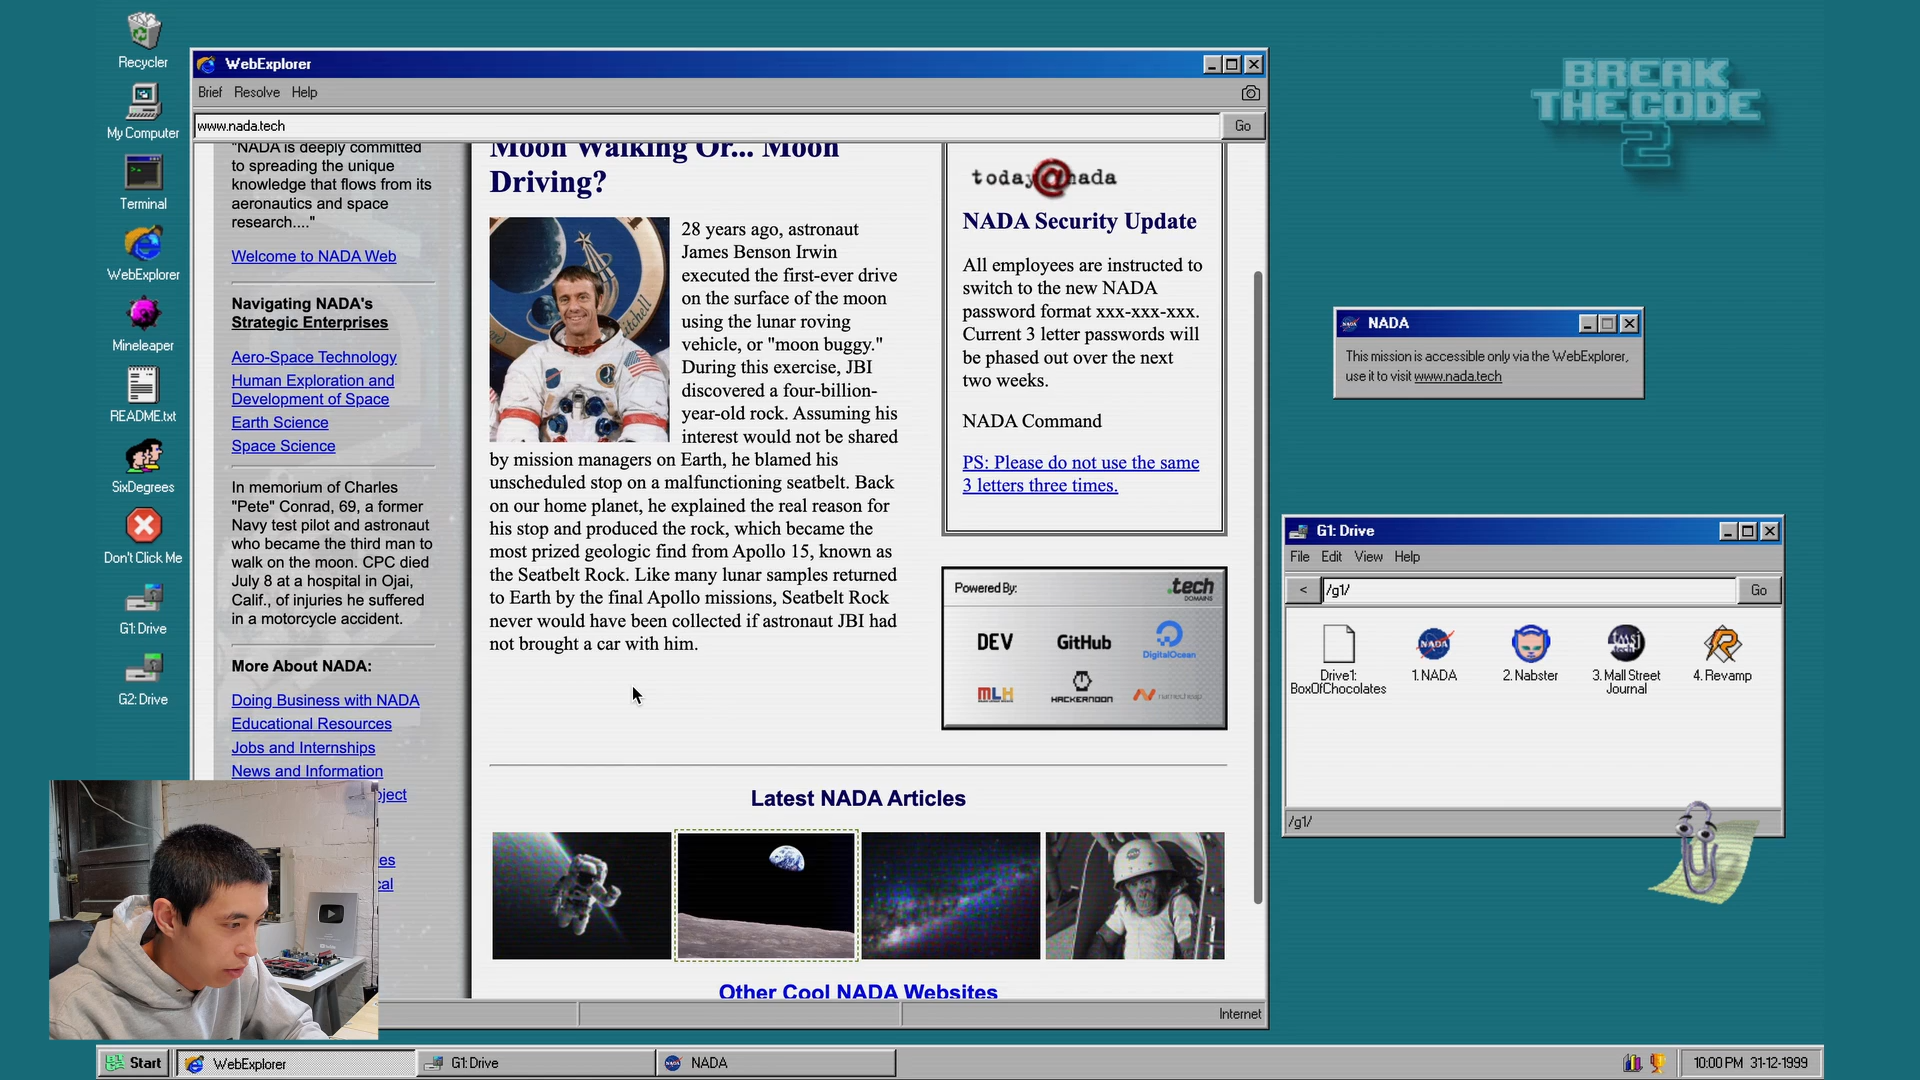 Recycler
My Computer
Terminal
WebExplorer
Mineleaper
README.txt
SixDegrees
Don't Click Me
G1: Drive
G2: Drive
WebExplorer
Brief Resolve Help
www.nada.tech
Go
"NADA is deeply committed
to spreading the unique
knowledge that flows from its
aeronautics and space
research...."
Welcome to NADA Web
Navigating NADA's
Strategic Enterprises
Aero-Space Technology
Human Exploration and
Development of Space
Earth Science
Space Science
In memorium of Charles
"Pete" Conrad, 69, a former
Navy test pilot and astronaut
who became the third man to
walk on the moon. CPC died
July 8 at a hospital in Ojai,
Calif., of injuries he suffered
in a motorcycle accident.
More About NADA:
Doing Business with NADA
Educational Resources
Jobs and Internships
News and Information
oject
es
cal
Moon Walking Or... Moon
Driving?
28 years ago, astronaut
James Benson Irwin
executed the first-ever drive
on the surface of the moon
using the lunar roving
vehicle, or "moon buggy."
During this exercise, JBI
discovered a four-billion-
year-old rock. Assuming his
interest would not be shared
by mission managers on Earth, he blamed his
unscheduled stop on a malfunctioning seatbelt. Back
on our home planet, he explained the real reason for
his stop and produced the rock, which became the
most prized geologic find from Apollo 15, known as
the Seatbelt Rock. Like many lunar samples returned
to Earth by the final Apollo missions, Seatbelt Rock
never would have been collected if astronaut JBI had
not brought a car with him.
today@nada
NADA Security Update
All employees are instructed to
switch to the new NADA
password format xxx-xxx-xxx.
Current 3 letter passwords will
be phased out over the next
two weeks.
NADA Command
PS: Please do not use the same
3 letters three times.
Powered By:
.tech
DOMAINS
DEV GitHub DigitalOcean
MLH HACKERNOON namecheap
Latest NADA Articles
Other Cool NADA Websites
Internet
BREAK
THE CODE
2
NADA
This mission is accessible only via the WebExplorer,
use it to visit www.nada.tech
G1: Drive
File Edit View Help
< /g1/ Go
Drive1:
BoxOfChocolates
1. NADA
2. Nabster
3. Mall Street
Journal
4. Revamp
/g1/
Start
WebExplorer
G1: Drive
NADA
10:00 PM 31-12-1999